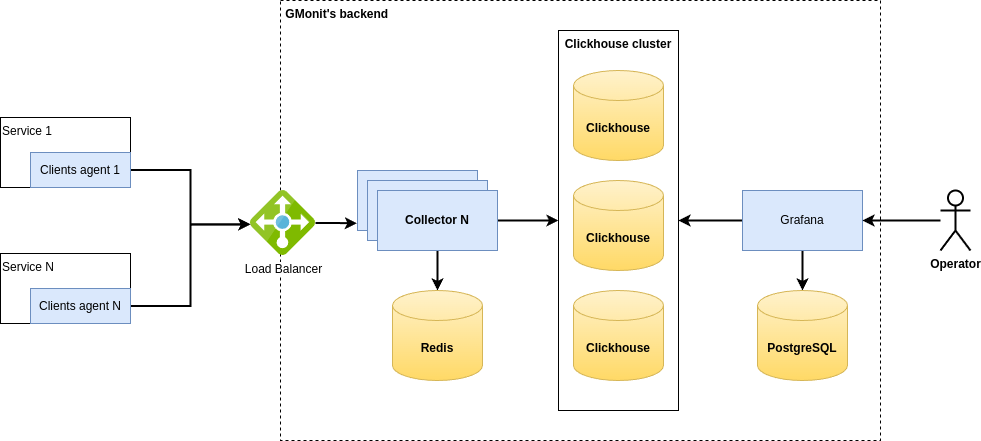 GMonit's backend
Clickhouse cluster
Service 1
Clients agent 1
Service N
Clients agent N
Load Balancer
Collector N
Redis
Clickhouse
Clickhouse
Clickhouse
Grafana
PostgreSQL
Operator